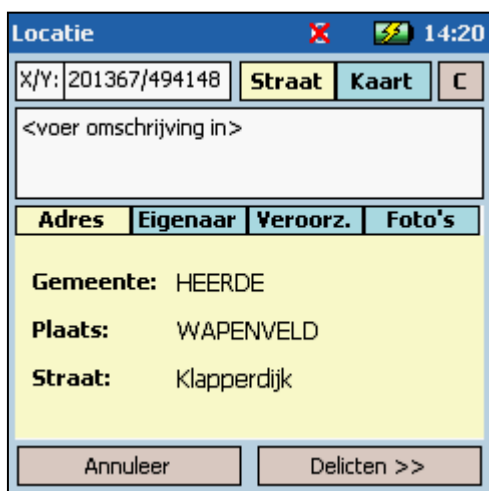 Locatie 14:20
X/Y: 201367/494148 Straat Kaart C
<voer omschrijving in>
Adres Eigenaar Veroorz. Foto's
Gemeente: HEERDE
Plaats: WAPENVELD
Straat: Klapperdijk
Annuleer Delicten >>